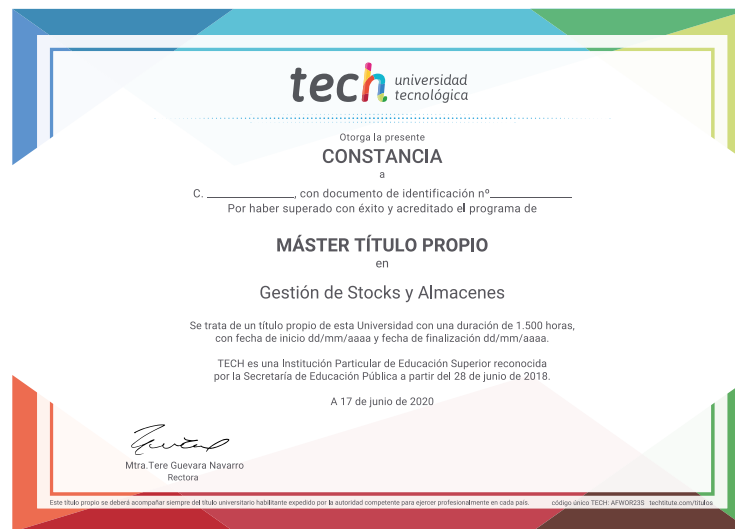 tech universidad
tecnológica
Otorga la presente
CONSTANCIA
a
C. ______________, con documento de identificación nº______________
Por haber superado con éxito y acreditado el programa de
MÁSTER TÍTULO PROPIO
en
Gestión de Stocks y Almacenes
Se trata de un título propio de esta Universidad con una duración de 1.500 horas,
con fecha de inicio dd/mm/aaaa y fecha de finalización dd/mm/aaaa.
TECH es una Institución Particular de Educación Superior reconocida
por la Secretaría de Educación Pública a partir del 28 de junio de 2018.
A 17 de junio de 2020
Mtra.Tere Guevara Navarro
Rectora
Este título propio se deberá acompañar siempre del título universitario habilitante expedido por la autoridad competente para ejercer profesionalmente en cada país. código único TECH: AFWOR23S techtitute.com/títulos